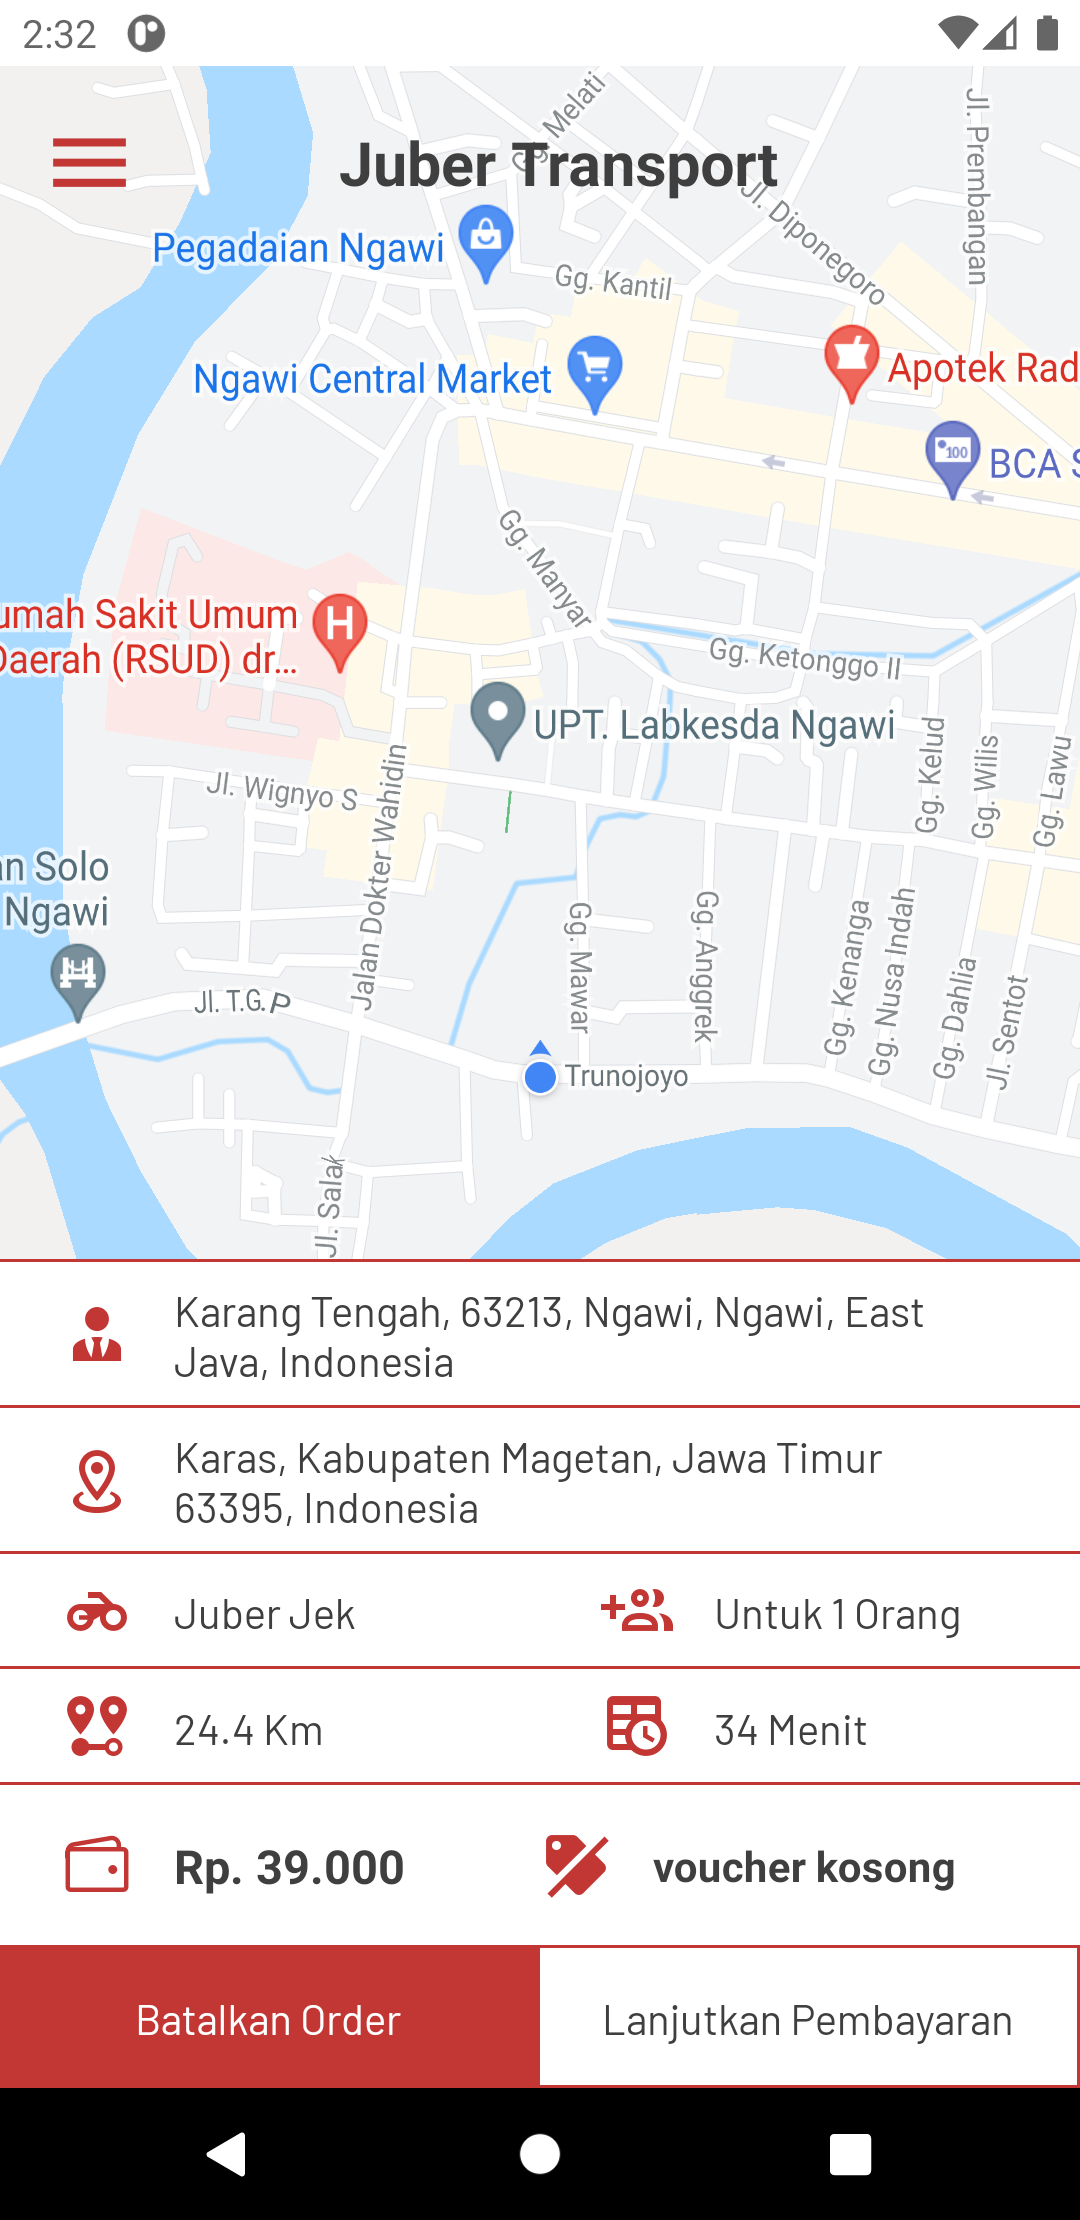 2:32
Juber Transport
Gg. Melati
Jl. Prembangan
Jl. Diponegoro
Pegadaian Ngawi
Gg. Kantil
Ngawi Central Market
Apotek Rad
BCA S
Gg. Manyar
umah Sakit Umum
Daerah (RSUD) dr...
H
Gg. Ketonggo II
UPT. Labkesda Ngawi
Gg. Kelud
Gg. Wilis
Gg. Lawu
Jl. Wignyo S
Jalan Dokter Wahidin
an Solo
Ngawi
Gg. Mawar
Gg. Anggrek
Gg. Kenanga
Gg. Nusa Indah
Gg. Dahlia
Jl. Sentot
Jl. T.G.P
Trunojoyo
Jl. Salak
100
Karang Tengah, 63213, Ngawi, Ngawi, East
Java, Indonesia
Karas, Kabupaten Magetan, Jawa Timur
63395, Indonesia
Juber Jek
Untuk 1 Orang
24.4 Km
34 Menit
Rp. 39.000
voucher kosong
Batalkan Order
Lanjutkan Pembayaran